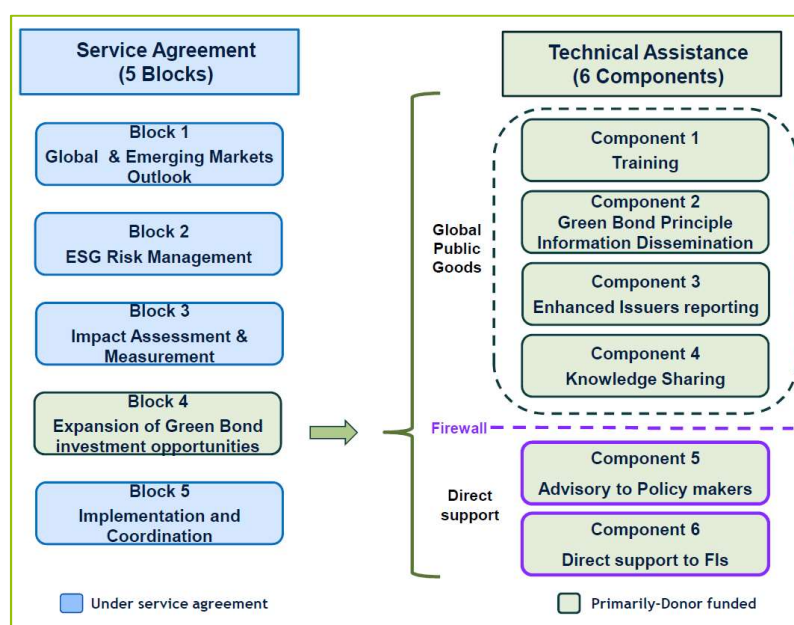 Service Agreement
(5 Blocks)
Block 1
Global & Emerging Markets
Outlook
Block 2
ESG Risk Management
Block 3
Impact Assessment &
Measurement
Block 4
Expansion of Green Bond
investment opportunities
Block 5
Implementation and
Coordination
Under service agreement
Technical Assistance
(6 Components)
Global
Public
Goods
Component 1
Training
Component 2
Green Bond Principle
Information Dissemination
Component 3
Enhanced Issuers reporting
Component 4
Knowledge Sharing
Firewall
Direct
support
Component 5
Advisory to Policy makers
Component 6
Direct support to FIs
Primarily-Donor funded